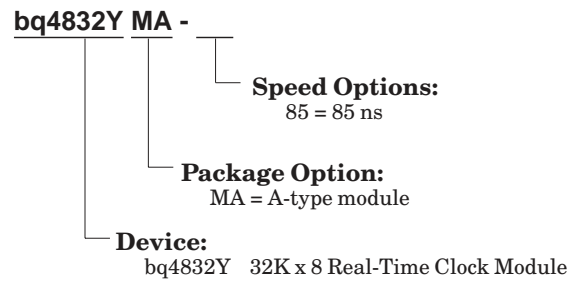 bq4832Y MA -
Speed Options:
85 = 85 ns
Package Option:
MA = A-type module
Device:
bq4832Y 32K x 8 Real-Time Clock Module